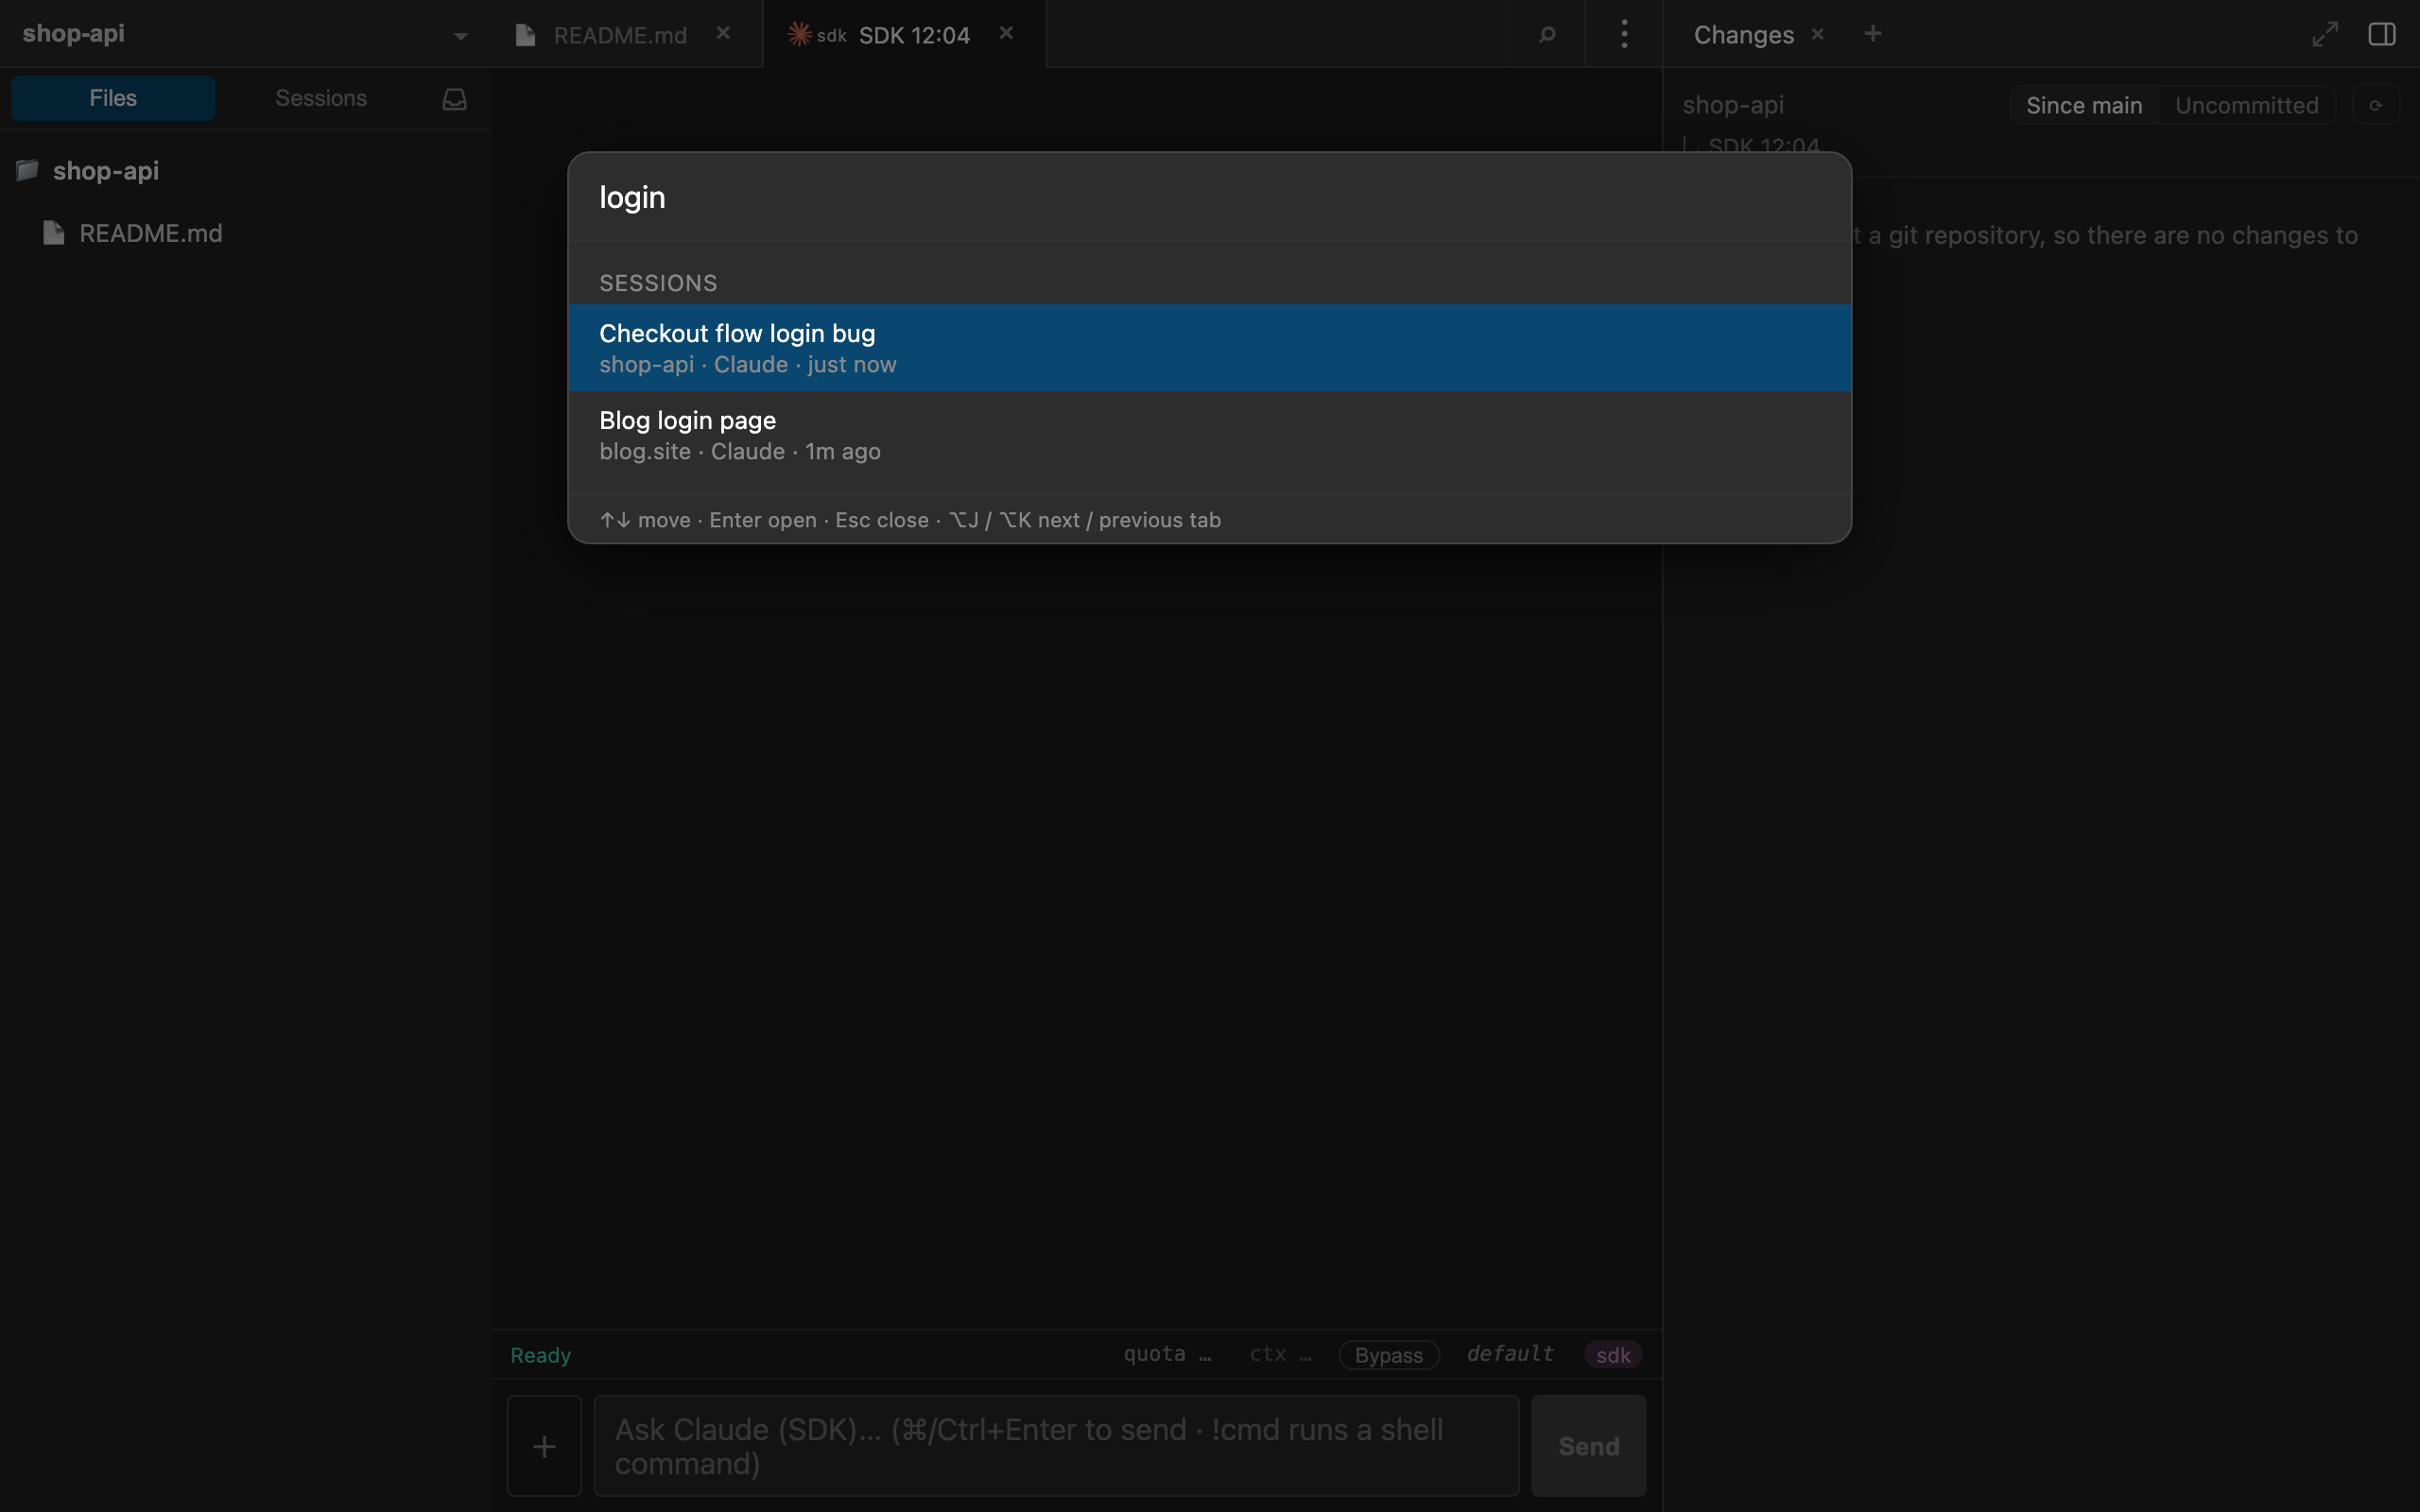 shop-api
README.md
sdk SDK 12:04
Changes
Files
Sessions
shop-api
Since main
Uncommitted
SDK 12:04
shop-api
README.md
login
t a git repository, so there are no changes to
SESSIONS
Checkout flow login bug
shop-api · Claude · just now
Blog login page
blog.site · Claude · 1m ago
↑↓ move · Enter open · Esc close · ⌥J / ⌥K next / previous tab
Ready
quota …
ctx …
Bypass
default
sdk
Ask Claude (SDK)... (⌘/Ctrl+Enter to send · !cmd runs a shell
command)
Send